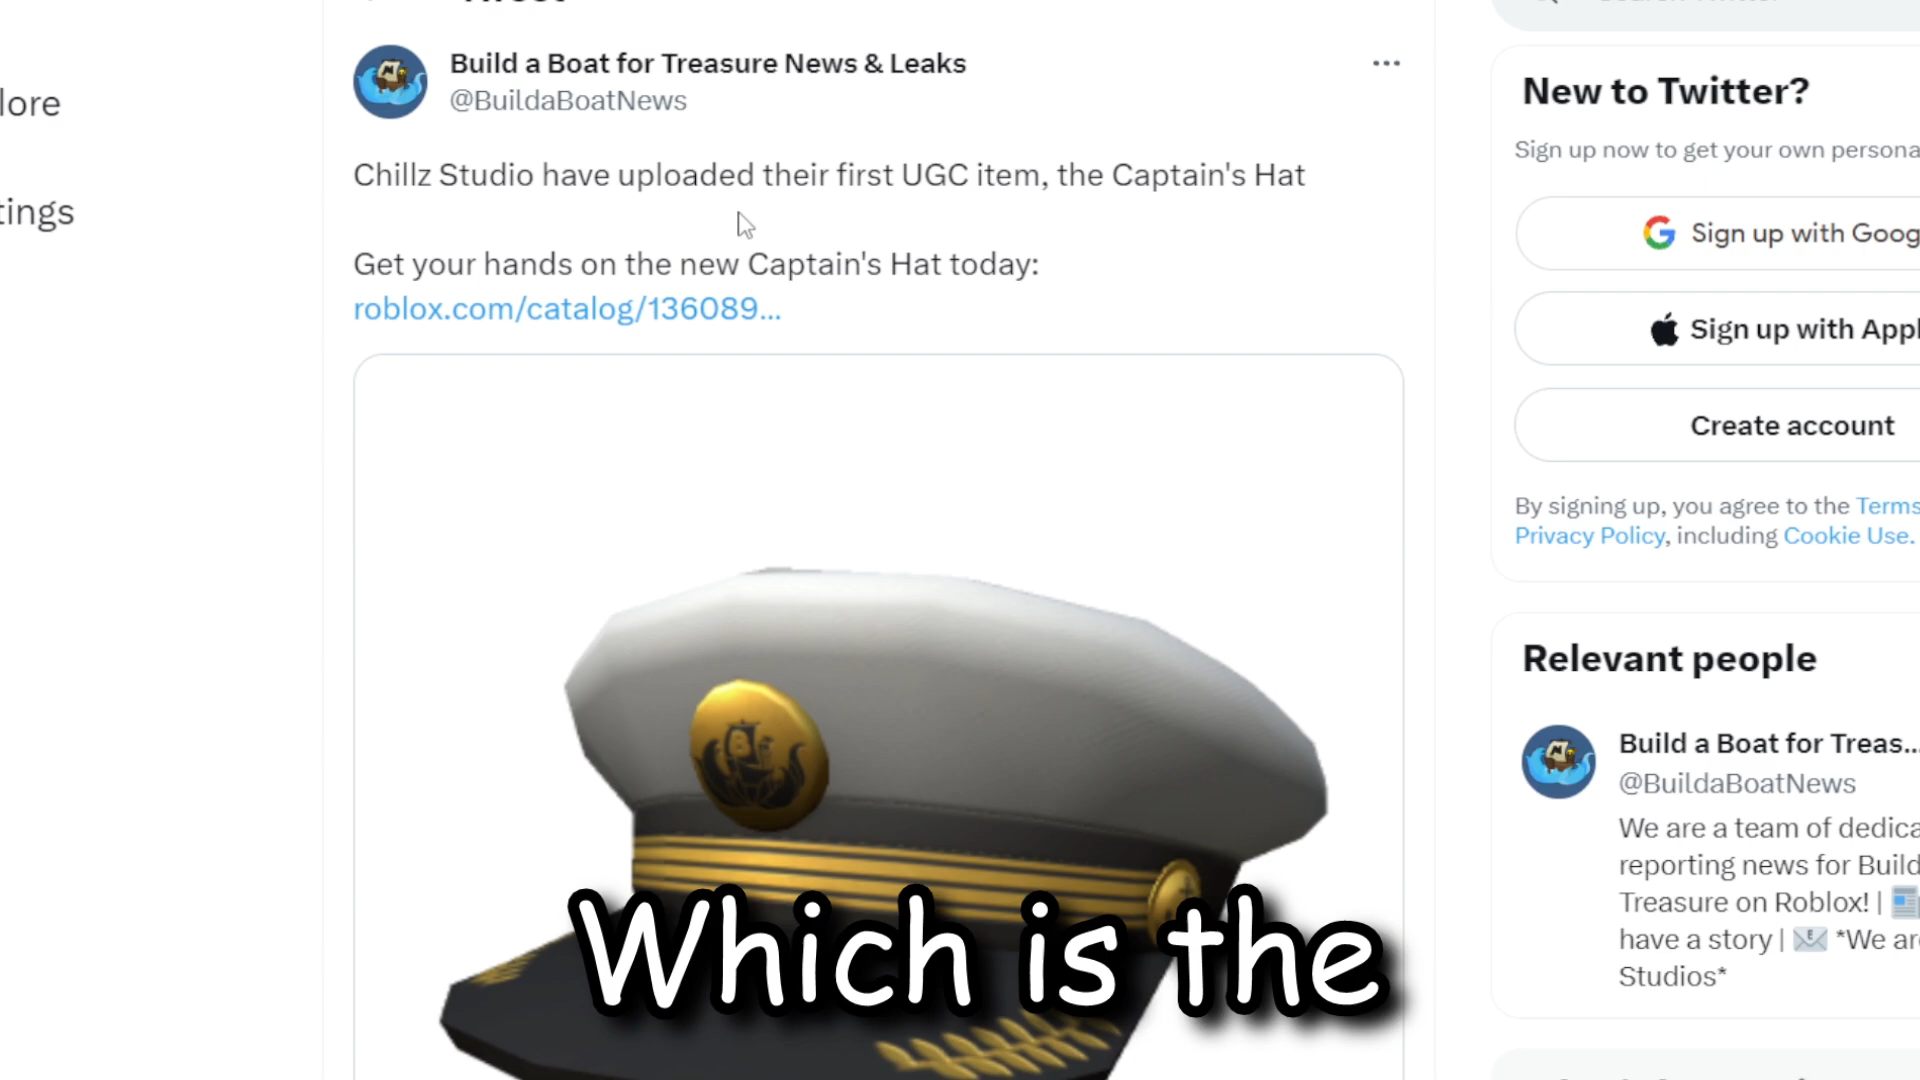 lore
tings
Build a Boat for Treasure News & Leaks
@BuildaBoatNews
Chillz Studio have uploaded their first UGC item, the Captain's Hat
Get your hands on the new Captain's Hat today:
roblox.com/catalog/136089...
B
Which is the
New to Twitter?
Sign up now to get your own persona
Sign up with Goog
Sign up with Appl
Create account
By signing up, you agree to the Terms
Privacy Policy, including Cookie Use.
Relevant people
Build a Boat for Treas...
@BuildaBoatNews
We are a team of dedica
reporting news for Build
Treasure on Roblox! |
have a story | *We are
Studios*